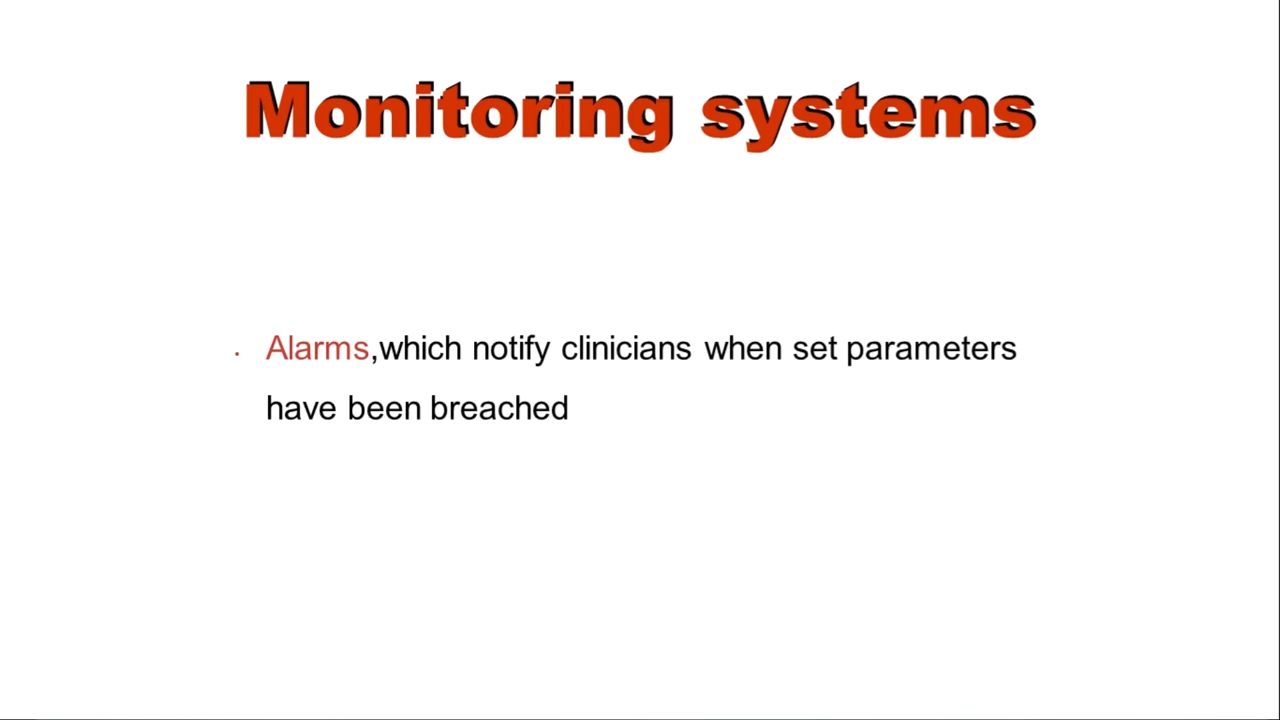 Monitoring systems
· Alarms,which notify clinicians when set parameters
have been breached